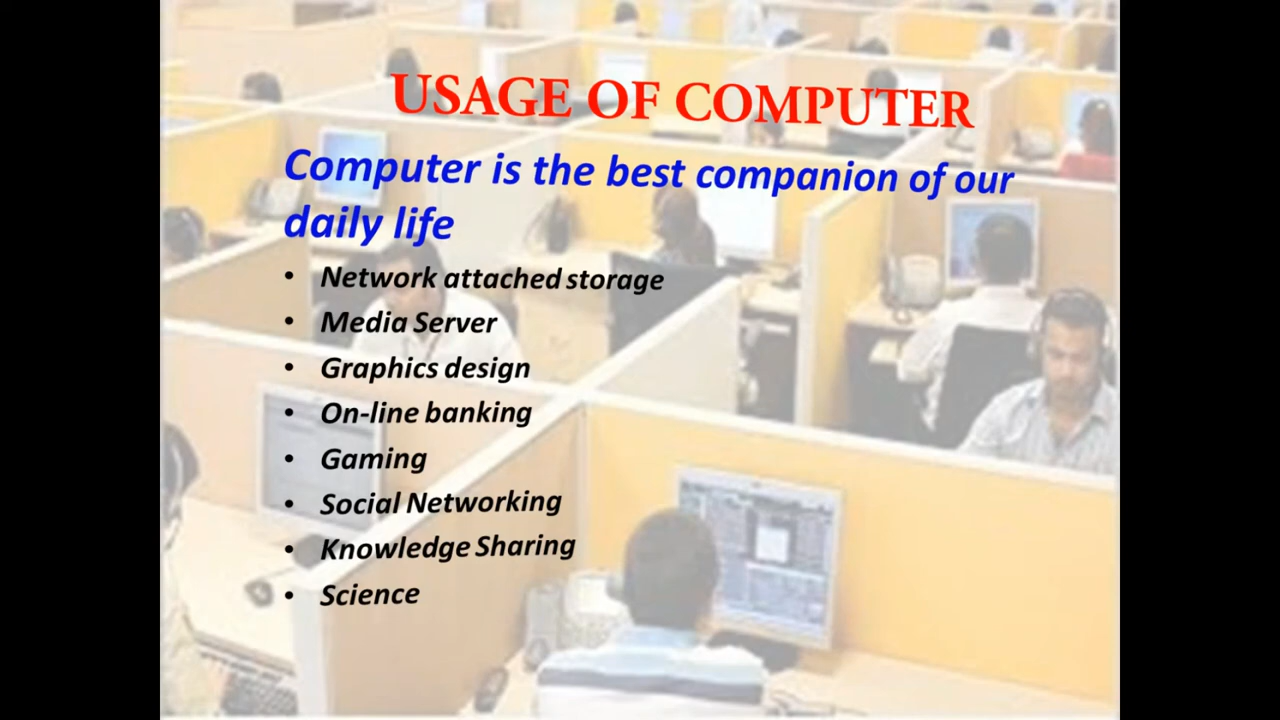 USAGE OF COMPUTER
Computer is the best companion of our
daily life
• Network attached storage
• Media Server
• Graphics design
• On-line banking
• Gaming
• Social Networking
• Knowledge Sharing
• Science